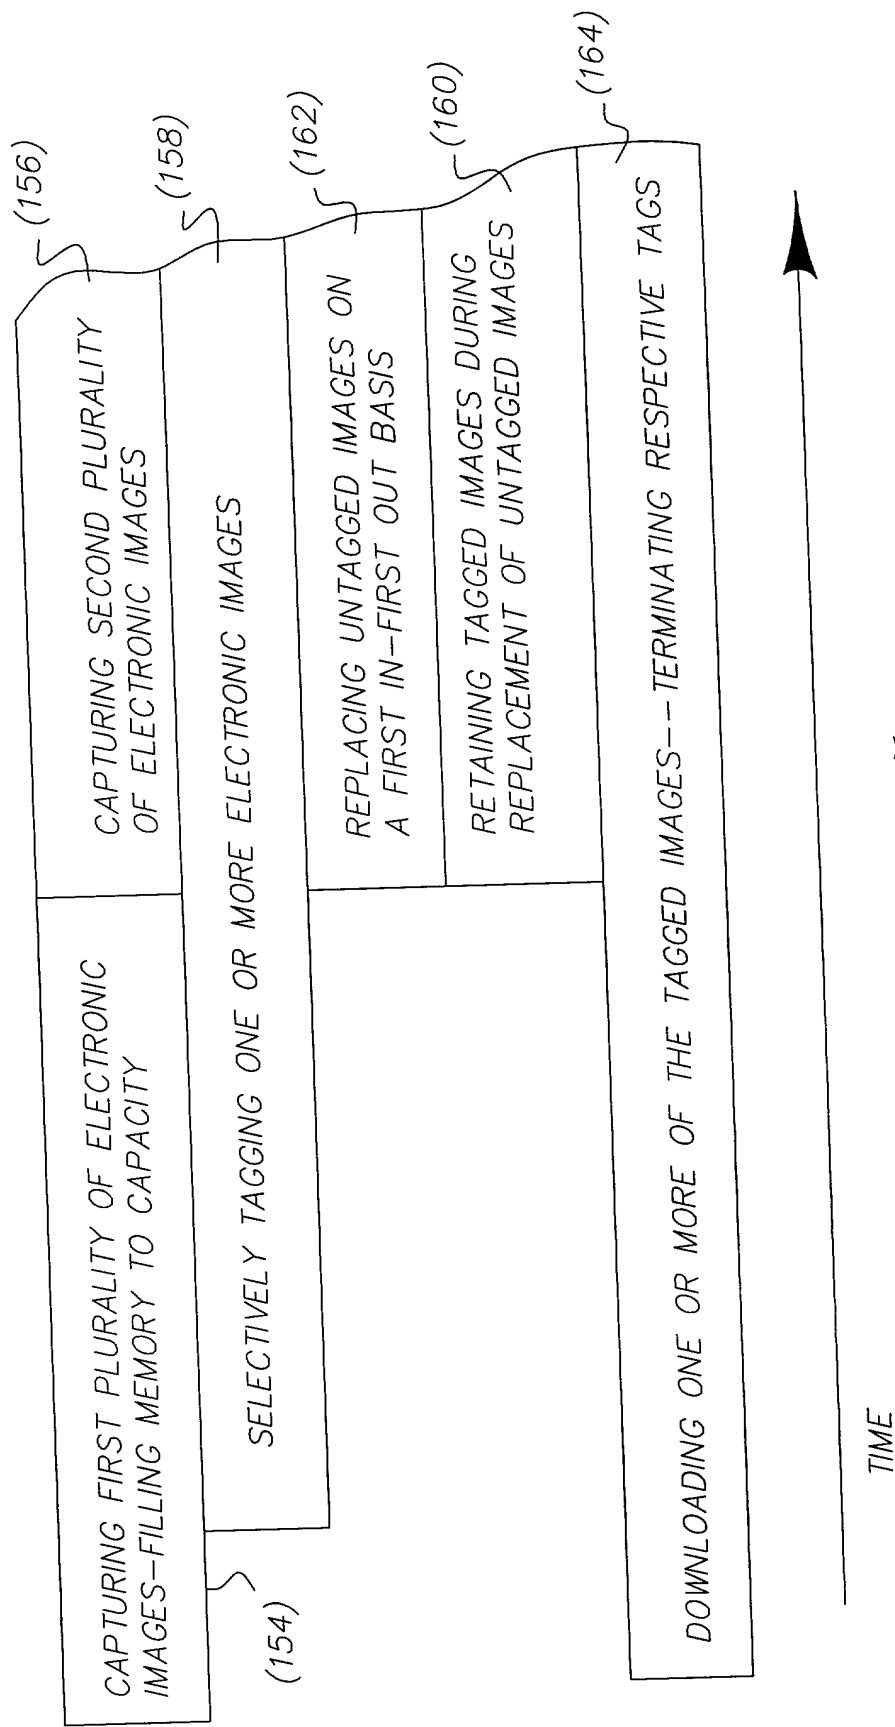 CAPTURING FIRST PLURALITY OF ELECTRONIC
IMAGES-FILLING MEMORY TO CAPACITY
(154)
CAPTURING SECOND PLURALITY
OF ELECTRONIC IMAGES
(156)
SELECTIVELY TAGGING ONE OR MORE ELECTRONIC IMAGES
(158)
REPLACING UNTAGGED IMAGES ON
A FIRST IN-FIRST OUT BASIS
(162)
RETAINING TAGGED IMAGES DURING
REPLACEMENT OF UNTAGGED IMAGES
(160)
DOWNLOADING ONE OR MORE OF THE TAGGED IMAGES--TERMINATING RESPECTIVE TAGS
(164)
TIME